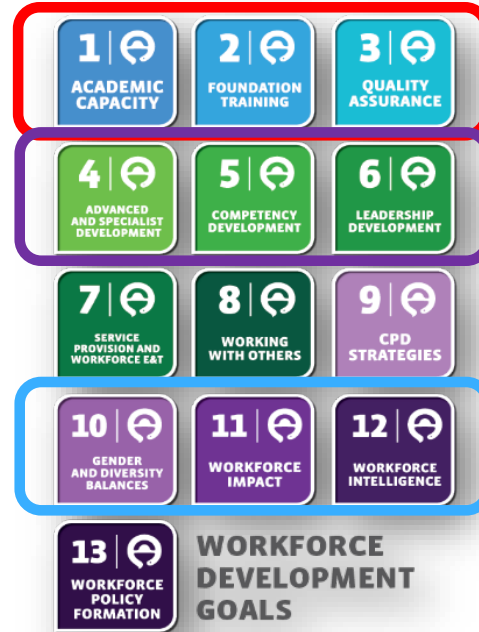 1
ACADEMIC
CAPACITY
2
FOUNDATION
TRAINING
3
QUALITY
ASSURANCE
4
ADVANCED
AND SPECIALIST
DEVELOPMENT
5
COMPETENCY
DEVELOPMENT
6
LEADERSHIP
DEVELOPMENT
7
SERVICE
PROVISION AND
WORKFORCE E&T
8
WORKING
WITH OTHERS
9
CPD
STRATEGIES
10
GENDER
AND DIVERSITY
BALANCES
11
WORKFORCE
IMPACT
12
WORKFORCE
INTELLIGENCE
13
WORKFORCE
POLICY
FORMATION
WORKFORCE
DEVELOPMENT
GOALS